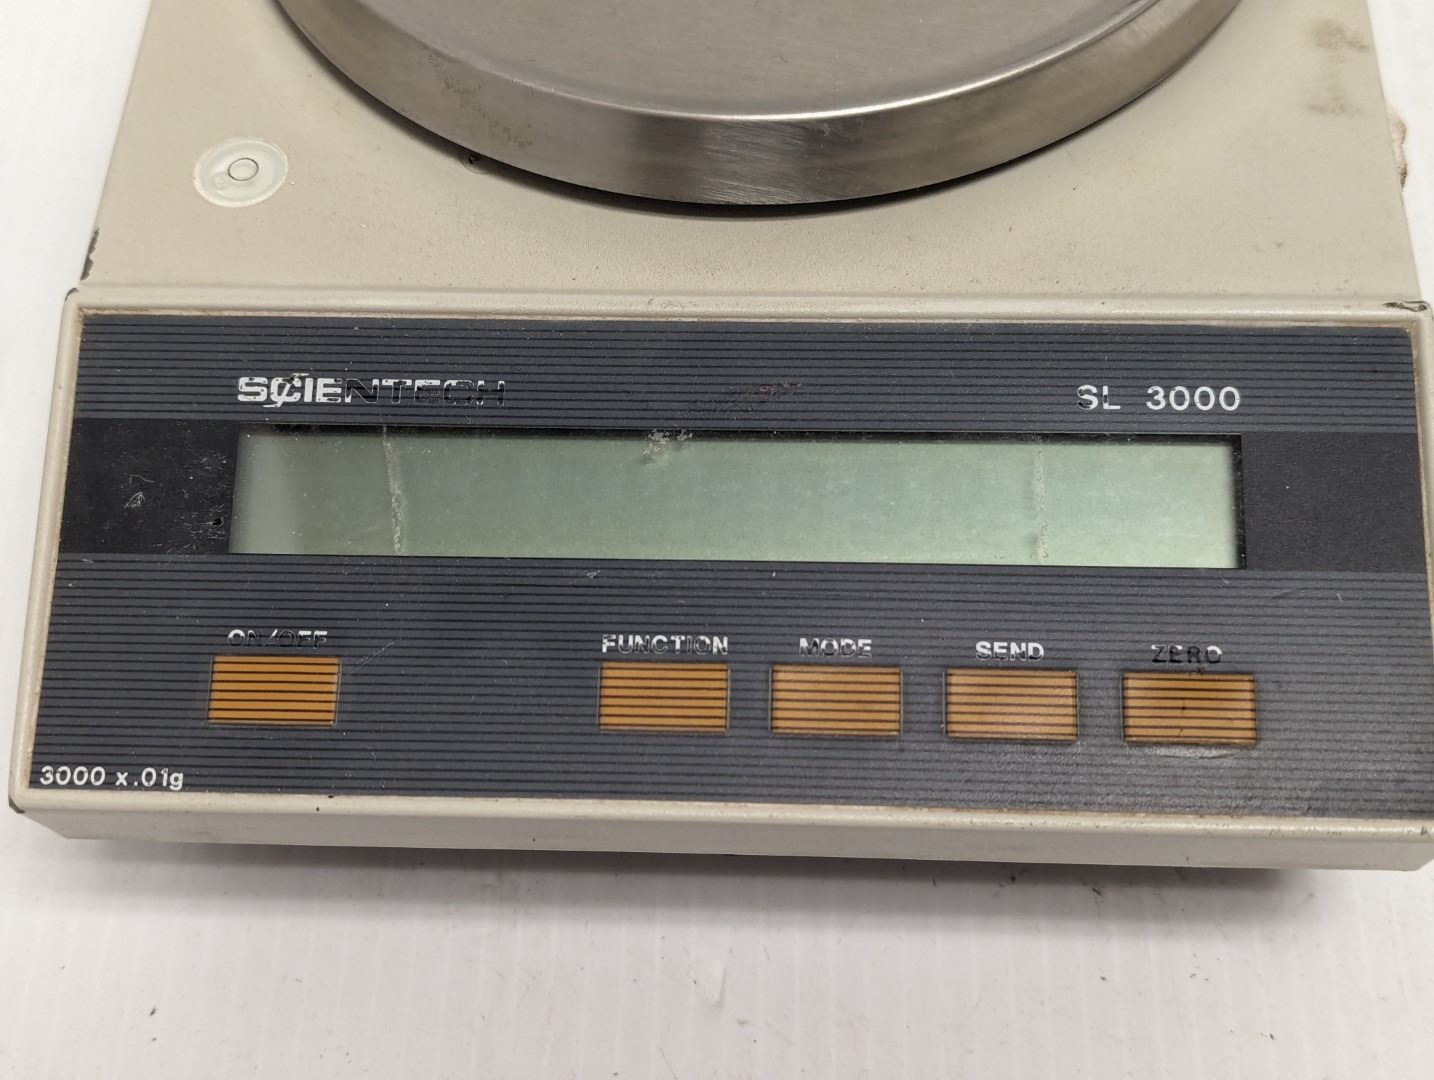 SCIENTECH
SL 3000
ON/OFF
FUNCTION
MODE
SEND
ZERO
3000 x.01g